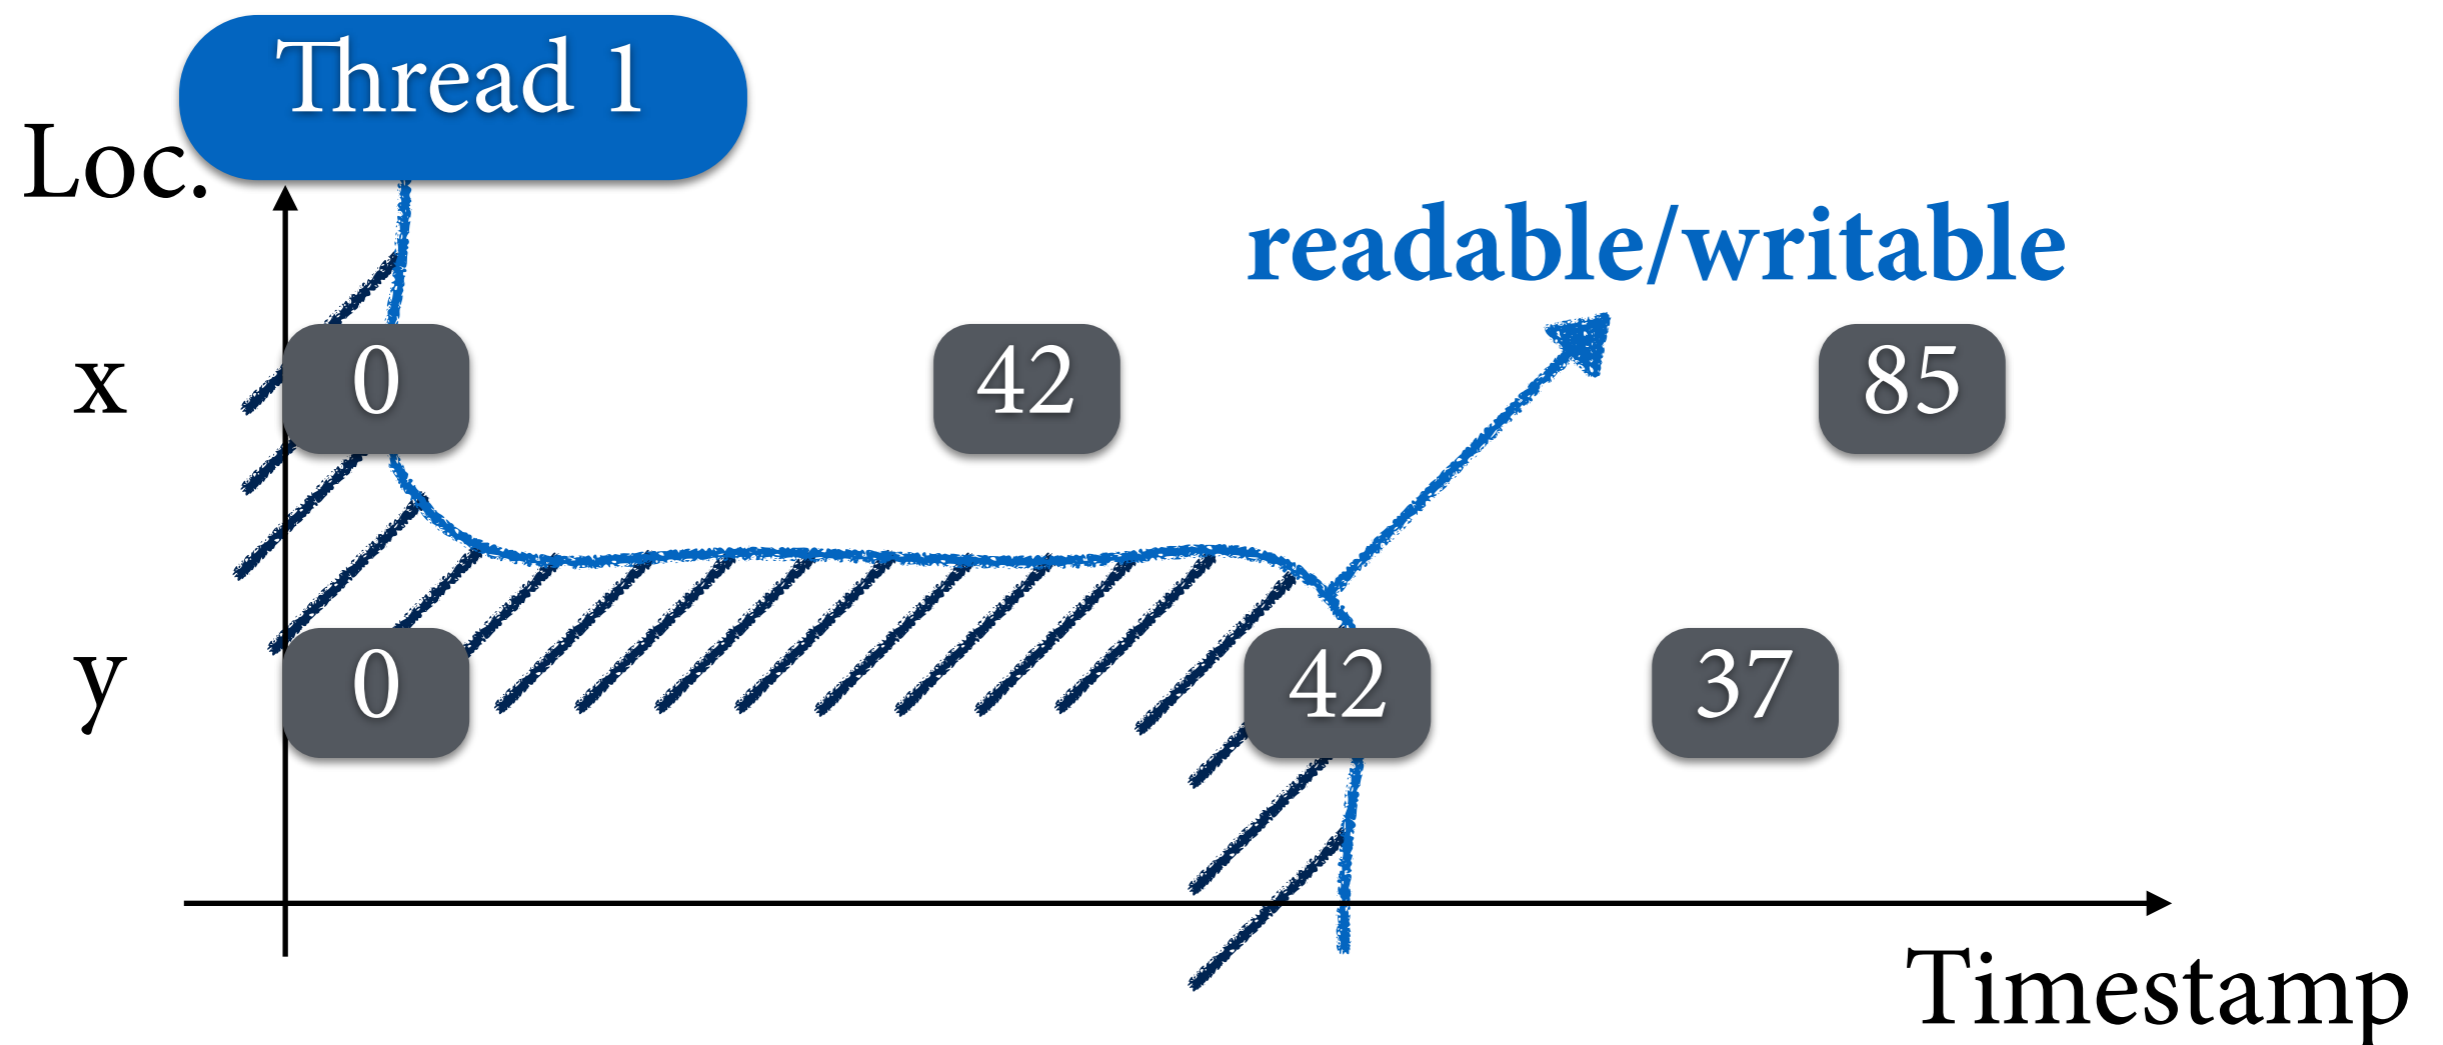 Thread 1
Loc.
readable/writable
x 0 42 85
y 0 42 37
Timestamp